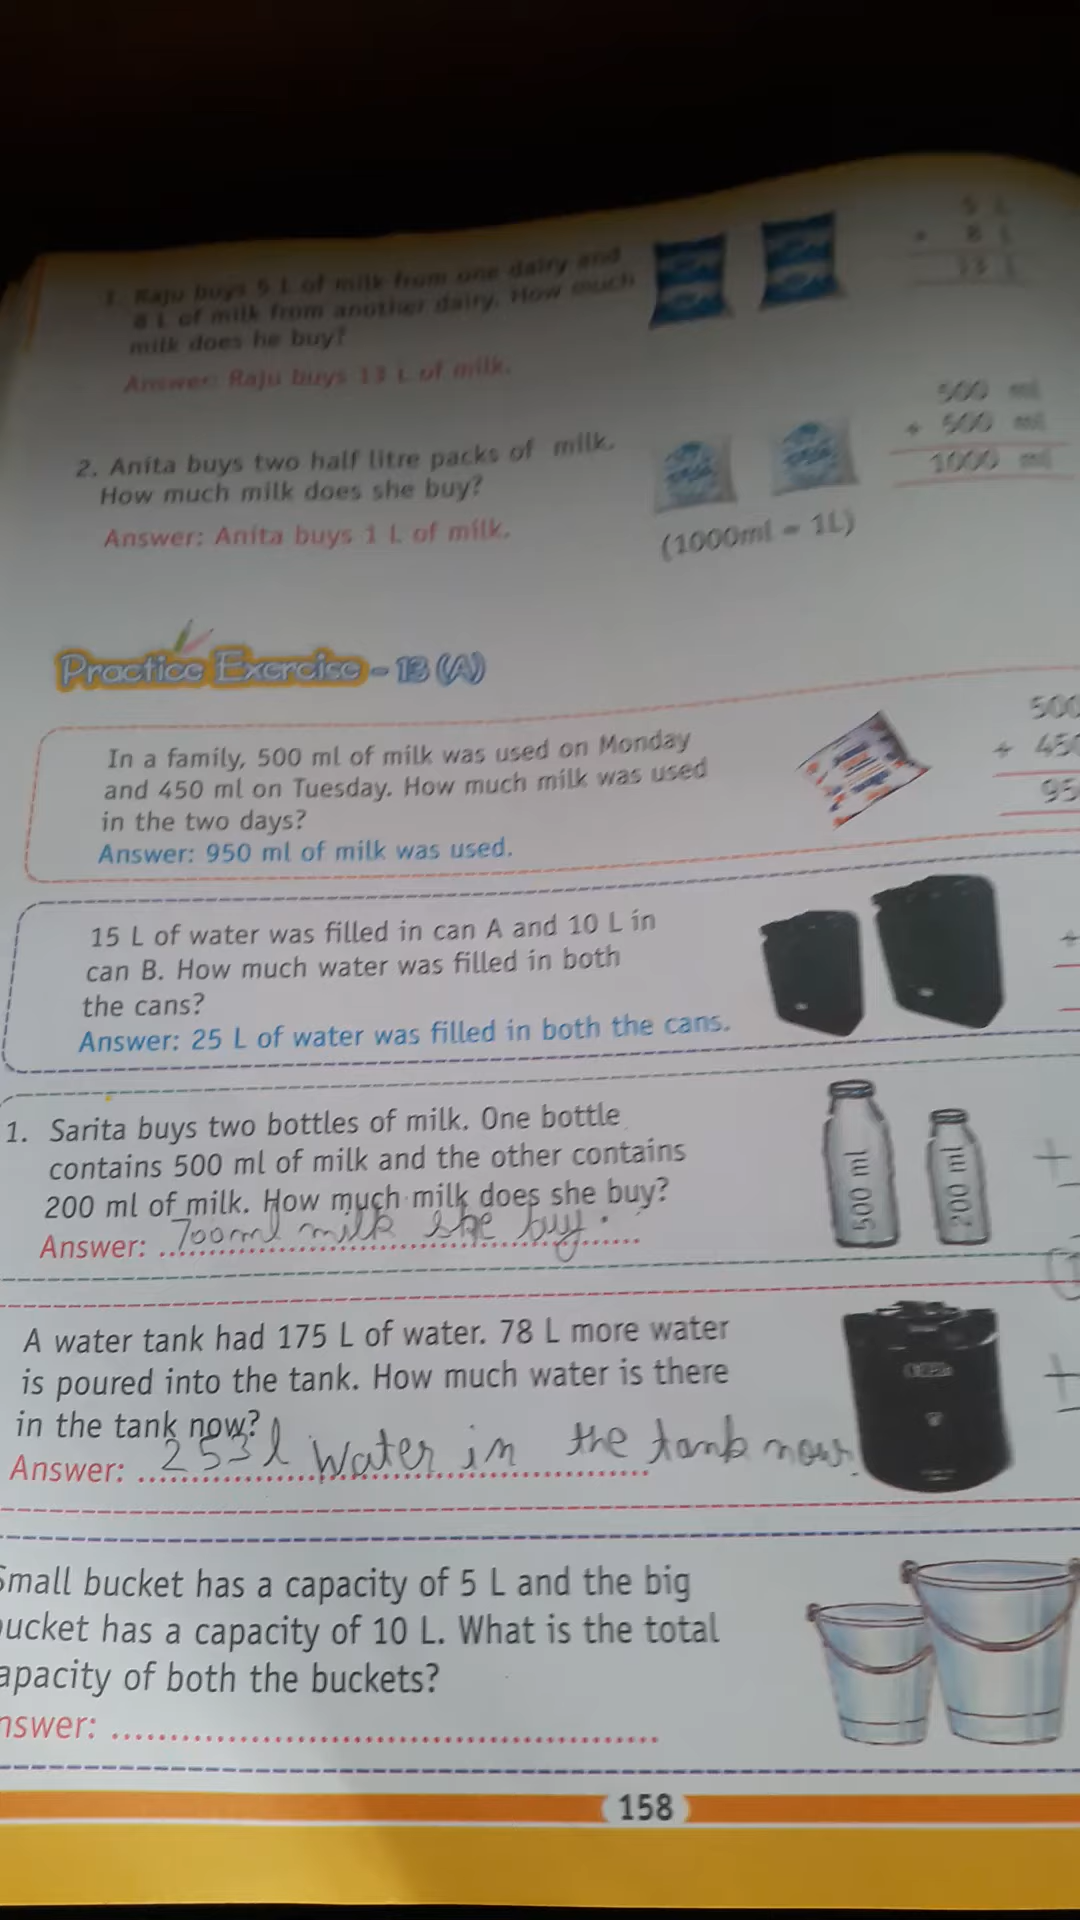 1. Raju buys 5 L of milk from one dairy and
8 L of milk from another dairy. How much
milk does he buy?
Answer: Raju buys 13 L of milk.
5 L
+ 8 L
13 L
2. Anita buys two half litre packs of milk.
How much milk does she buy?
Answer: Anita buys 1 L of milk.
(1000ml = 1L)
500 ml
+ 500 ml
1000 ml
Practice Exercise - 13 (A)
In a family, 500 ml of milk was used on Monday
and 450 ml on Tuesday. How much milk was used
in the two days?
Answer: 950 ml of milk was used.
500
+ 450
95
15 L of water was filled in can A and 10 L in
can B. How much water was filled in both
the cans?
Answer: 25 L of water was filled in both the cans.
+
1. Sarita buys two bottles of milk. One bottle
contains 500 ml of milk and the other contains
200 ml of milk. How much milk does she buy?
Answer: 700ml milk she buy.
500 ml
200 ml
+
A water tank had 175 L of water. 78 L more water
is poured into the tank. How much water is there
in the tank now?
Answer: 253l Water in the tank now.
+
Small bucket has a capacity of 5 L and the big
ucket has a capacity of 10 L. What is the total
apacity of both the buckets?
nswer:
158